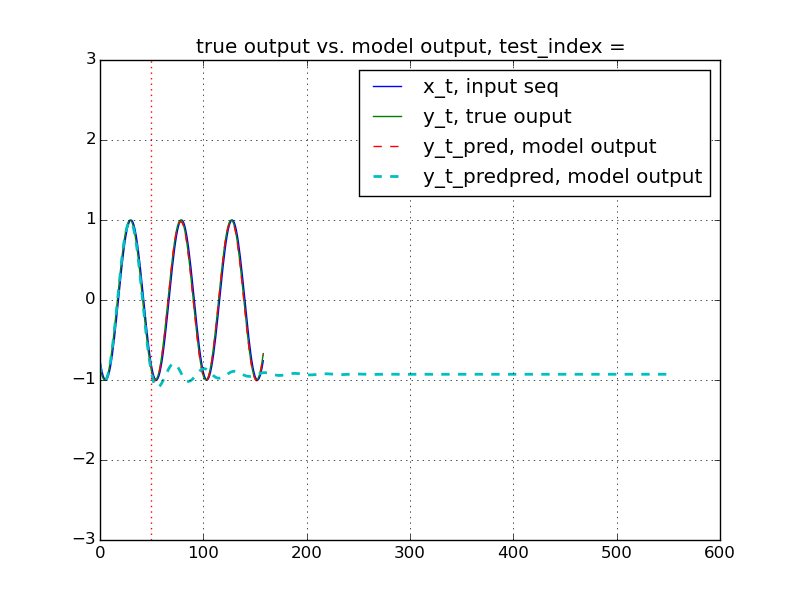 true output vs. model output, test_index =
3
2
1
0
−1
−2
−3
x_t, input seq
y_t, true ouput
y_t_pred, model output
y_t_predpred, model output
0 100 200 300 400 500 600